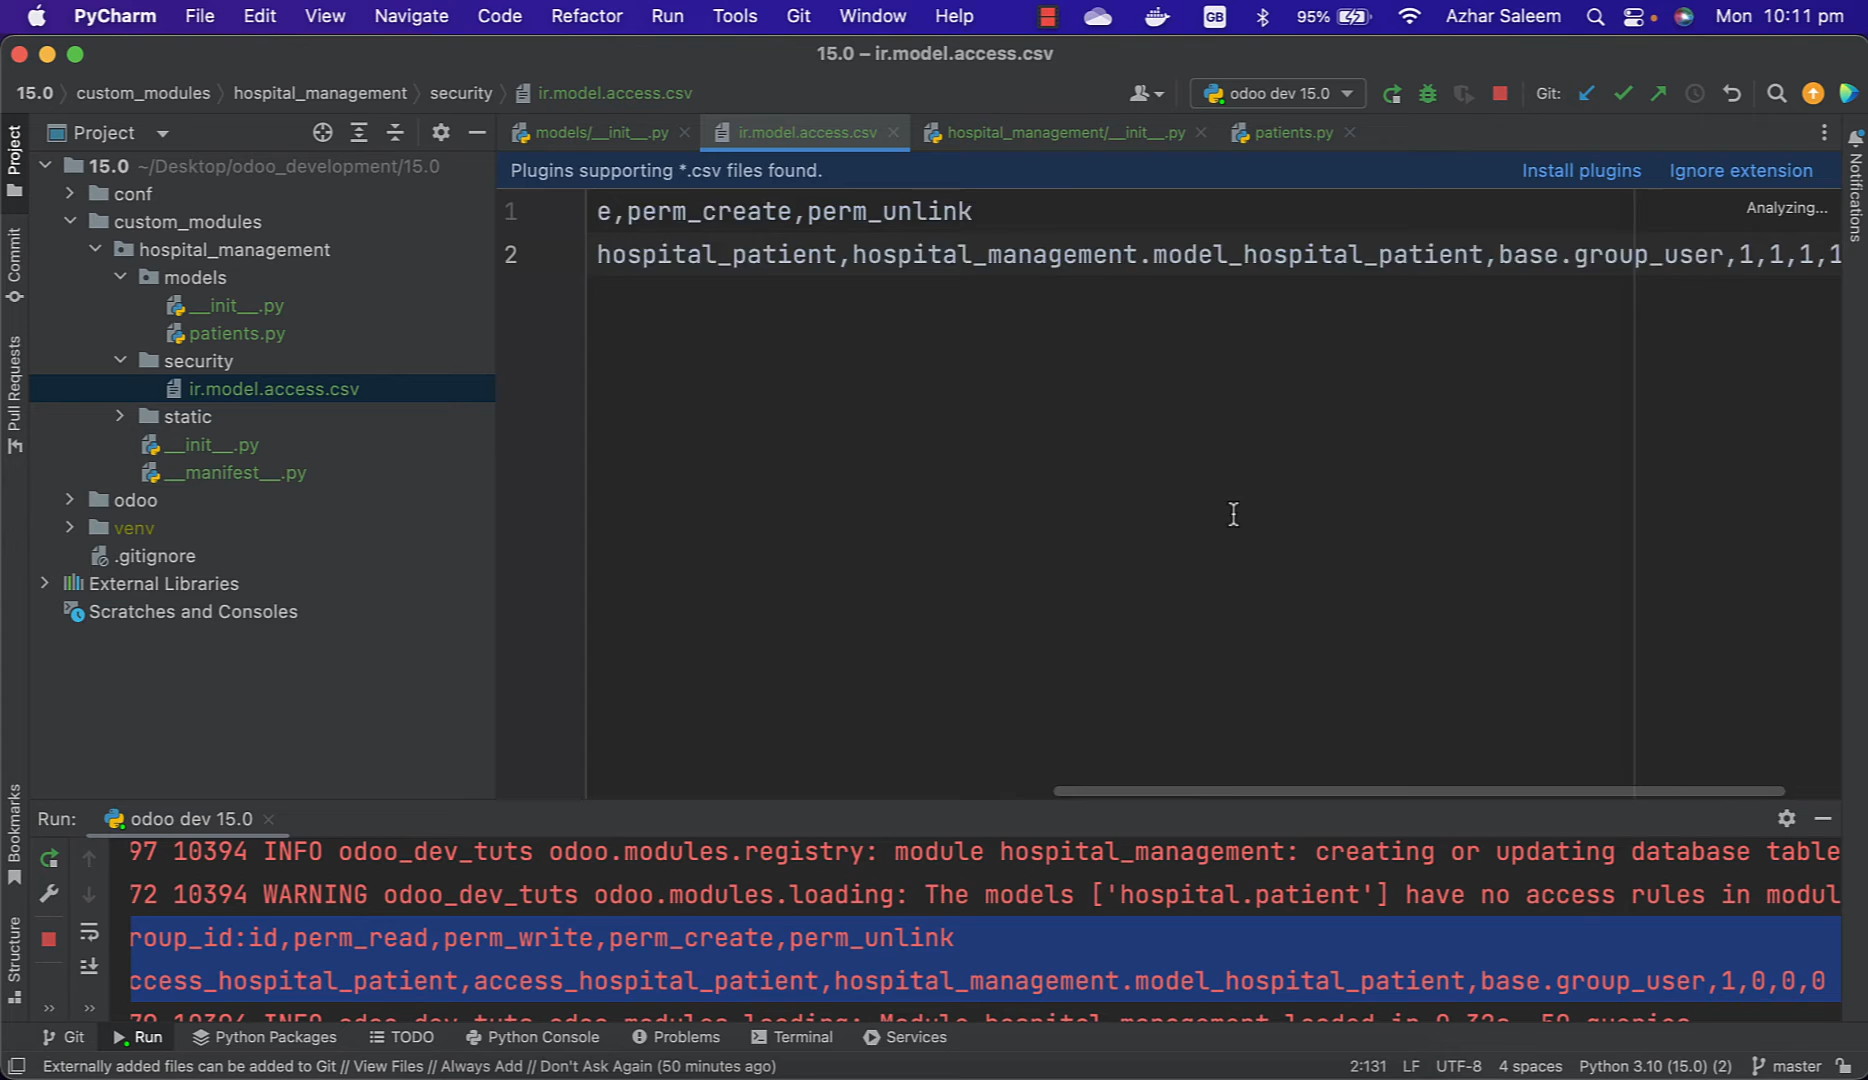 PyCharm File Edit View Navigate Code Refactor Run Tools Git Window Help GB 95% Azhar Saleem Mon 10:11 pm
15.0 – ir.model.access.csv
15.0 custom_modules hospital_management security ir.model.access.csv odoo dev 15.0 Git:
Project models/__init__.py ir.model.access.csv hospital_management/__init__.py patients.py
15.0 ~/Desktop/odoo_development/15.0
conf
custom_modules
hospital_management
models
__init__.py
patients.py
security
ir.model.access.csv
static
__init__.py
__manifest__.py
odoo
venv
.gitignore
External Libraries
Scratches and Consoles
Project
Commit
Pull Requests
Bookmarks
Structure
Plugins supporting *.csv files found. Install plugins Ignore extension
Notifications
1 e,perm_create,perm_unlink
Analyzing...
2 hospital_patient,hospital_management.model_hospital_patient,base.group_user,1,1,1,1
Run: odoo dev 15.0
97 10394 INFO odoo_dev_tuts odoo.modules.registry: module hospital_management: creating or updating database table
72 10394 WARNING odoo_dev_tuts odoo.modules.loading: The models ['hospital.patient'] have no access rules in modul
roup_id:id,perm_read,perm_write,perm_create,perm_unlink
ccess_hospital_patient,access_hospital_patient,hospital_management.model_hospital_patient,base.group_user,1,0,0,0
Git Run Python Packages TODO Python Console Problems Terminal Services
Externally added files can be added to Git // View Files // Always Add // Don't Ask Again (50 minutes ago) 2:131 LF UTF-8 4 spaces Python 3.10 (15.0) (2) master